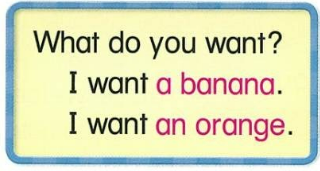 What do you want?
I want a banana.
I want an orange.